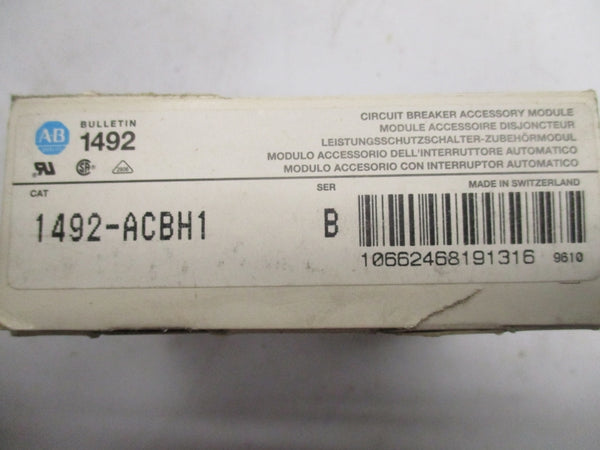 AB
BULLETIN
1492
CIRCUIT BREAKER ACCESSORY MODULE
MODULE ACCESSOIRE DISJONCTEUR
LEISTUNGSSCHUTZSCHALTER-ZUBEHÖRMODUL
MODULO ACCESSORIO DELL'INTERRUTTORE AUTOMATICO
MODULO ACCESORIO CON INTERRUPTOR AUTOMATICO
CAT
SER
MADE IN SWITZERLAND
1492-ACBH1
B
10662468191316
9610